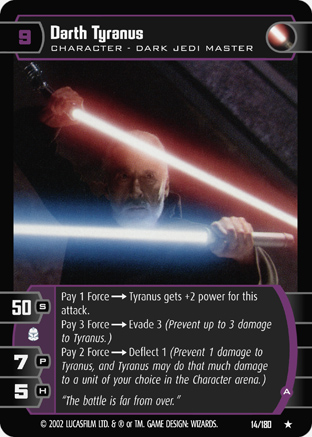 9
Darth Tyranus
CHARACTER - DARK JEDI MASTER
50 S
Pay 1 Force → Tyranus gets +2 power for this
attack.
Pay 3 Force → Evade 3 (Prevent up to 3 damage
to Tyranus.)
7 P
Pay 2 Force → Deflect 1 (Prevent 1 damage to
Tyranus, and Tyranus may do that much damage
to a unit of your choice in the Character arena.)
5 H
A
"The battle is far from over."
© 2002 LUCASFILM LTD. & ® or TM. GAME DESIGN: WIZARDS. 14/180 ★